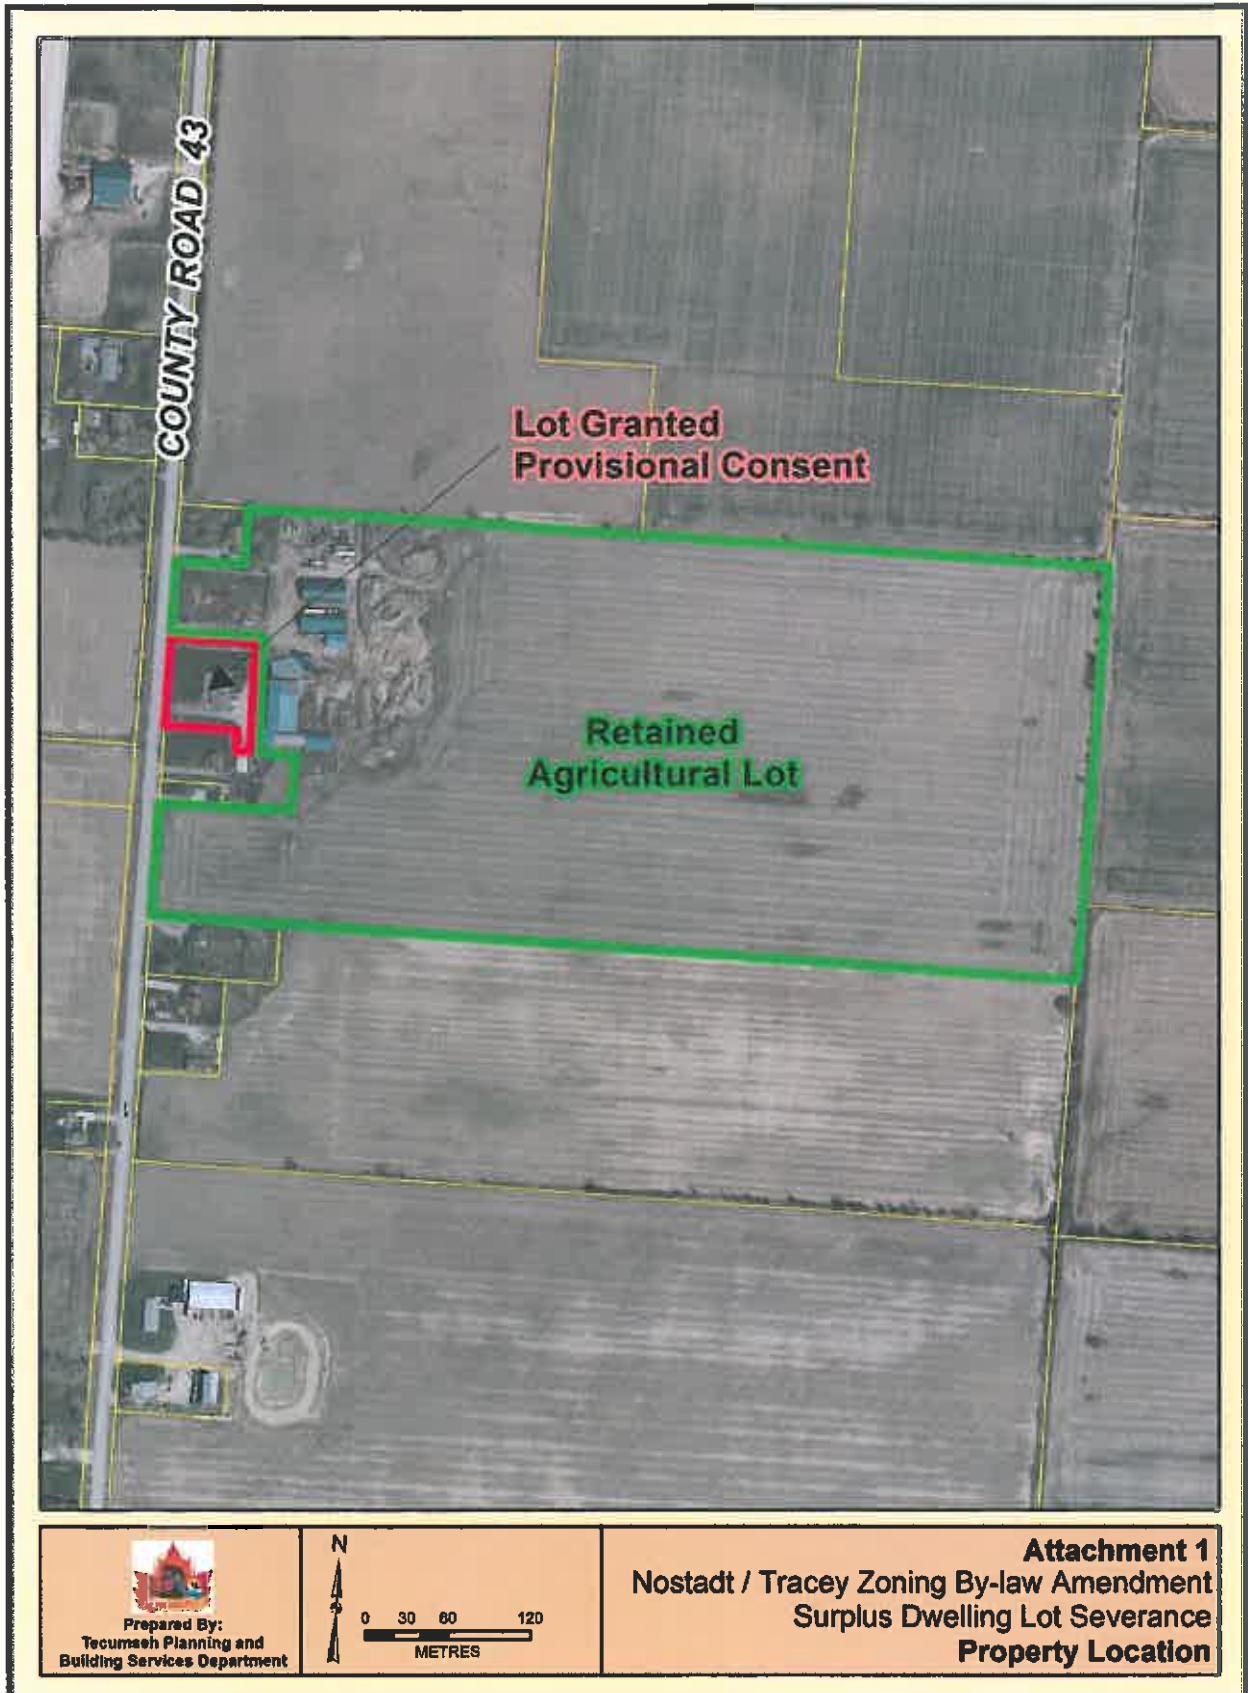 COUNTY ROAD 43
Lot Granted
Provisional Consent
Retained
Agricultural Lot
Prepared By:
Tecumseh Planning and
Building Services Department
N
0 30 60 120
METRES
Attachment 1
Nostadt / Tracey Zoning By-law Amendment
Surplus Dwelling Lot Severance
Property Location